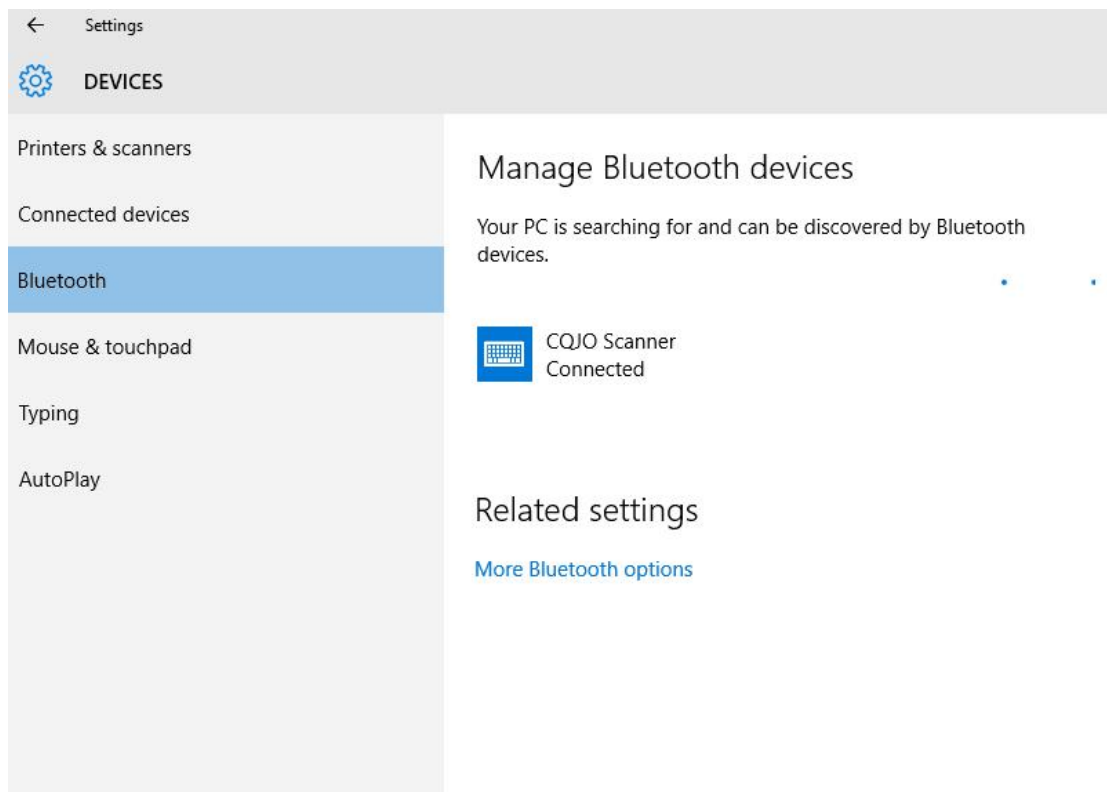 Settings
DEVICES
Printers & scanners
Connected devices
Bluetooth
Mouse & touchpad
Typing
AutoPlay
Manage Bluetooth devices
Your PC is searching for and can be discovered by Bluetooth
devices.
CQJO Scanner
Connected
Related settings
More Bluetooth options